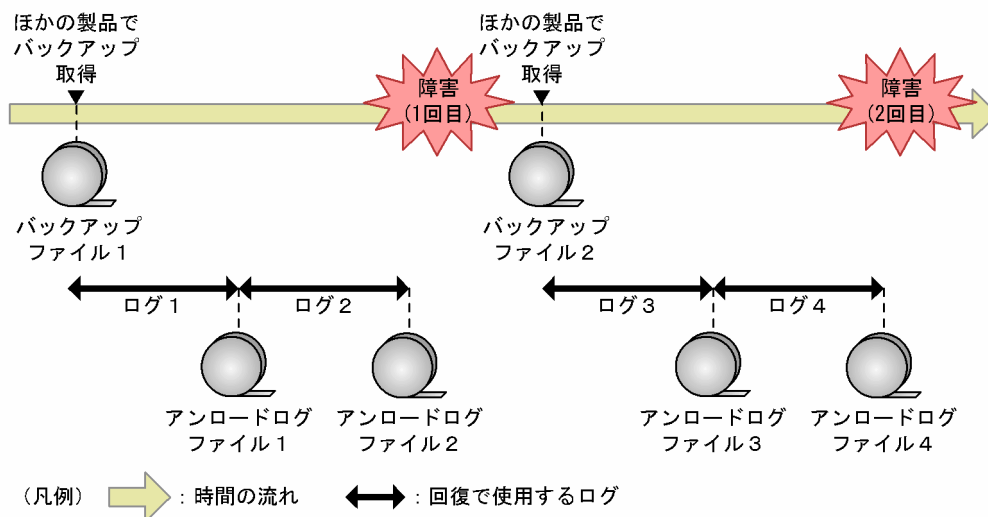 ほかの製品で
バックアップ
取得
ほかの製品で
バックアップ
取得
障害
(1回目)
障害
(2回目)
バックアップ
ファイル1
バックアップ
ファイル2
ログ1
ログ2
ログ3
ログ4
アンロードログ
ファイル1
アンロードログ
ファイル2
アンロードログ
ファイル3
アンロードログ
ファイル4
(凡例)
:時間の流れ
:回復で使用するログ